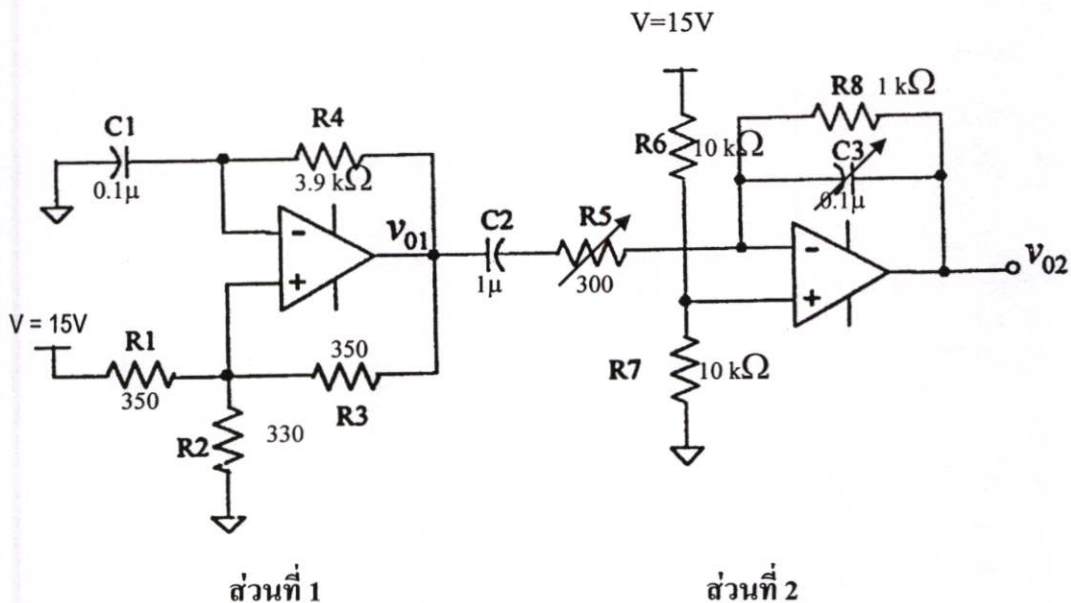 V=15V
R8 1 kΩ
C1
R4
R6
10 kΩ
C3
0.1μ
3.9 kΩ
0.1μ
-
+
v01
C2
R5
1μ
300
-
+
v02
V = 15V
R1
350
350
R3
R7
10 kΩ
R2
330
ส่วนที่ 1
ส่วนที่ 2